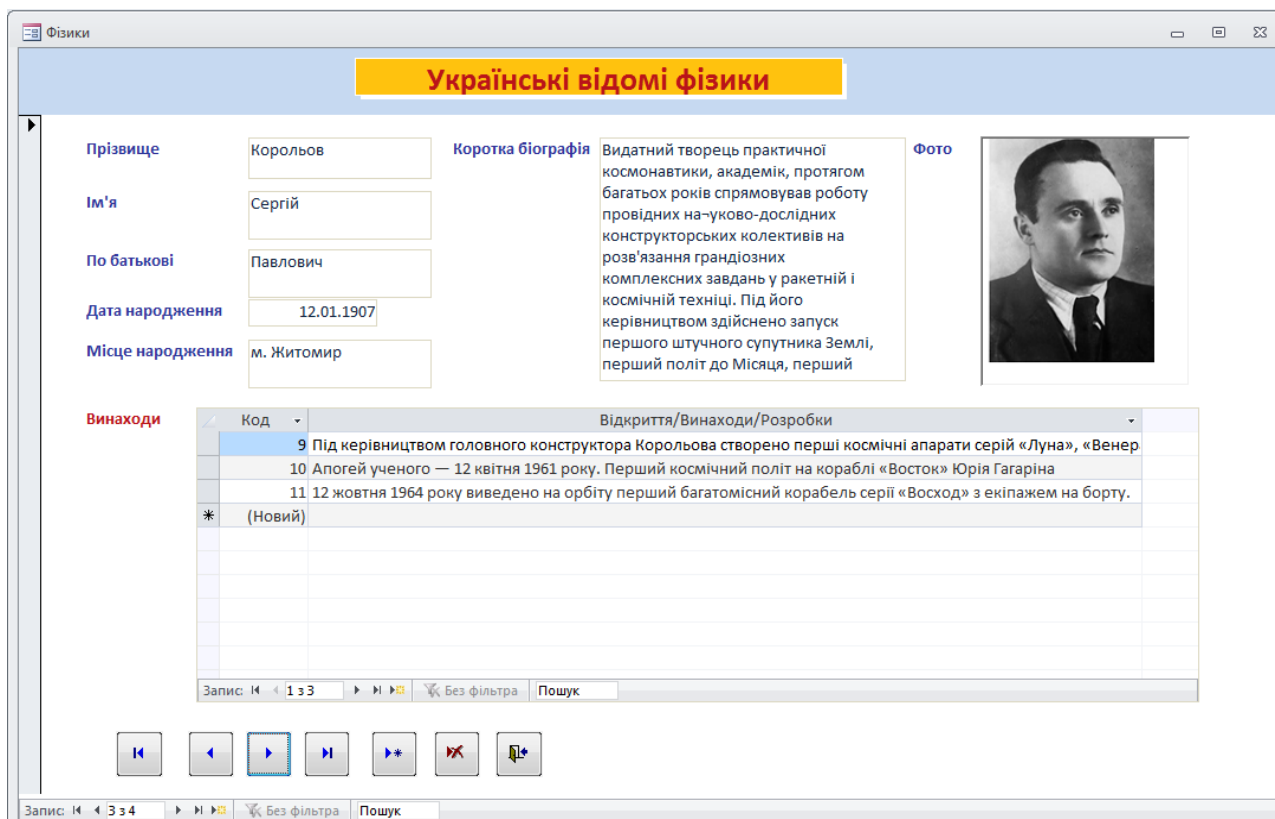 Фізики
Українські відомі фізики
Прізвище
Корольов
Ім'я
Сергій
По батькові
Павлович
Дата народження
12.01.1907
Місце народження
м. Житомир
Коротка біографія
Видатний творець практичної
космонавтики, академік, протягом
багатьох років спрямовував роботу
провідних на¬уково-дослідних
конструкторських колективів на
розв'язання грандіозних
комплексних завдань у ракетній і
космічній техніці. Під його
керівництвом здійснено запуск
першого штучного супутника Землі,
перший політ до Місяця, перший
Фото
Винаходи
Код Відкриття/Винаходи/Розробки
9 Під керівництвом головного конструктора Корольова створено перші космічні апарати серій «Луна», «Венер
10 Апогей ученого — 12 квітня 1961 року. Перший космічний політ на кораблі «Восток» Юрія Гагаріна
11 12 жовтня 1964 року виведено на орбіту перший багатомісний корабель серії «Восход» з екіпажем на борту.
(Новий)
Запис: 1 з 3 Без фільтра Пошук
Запис: 3 з 4 Без фільтра Пошук